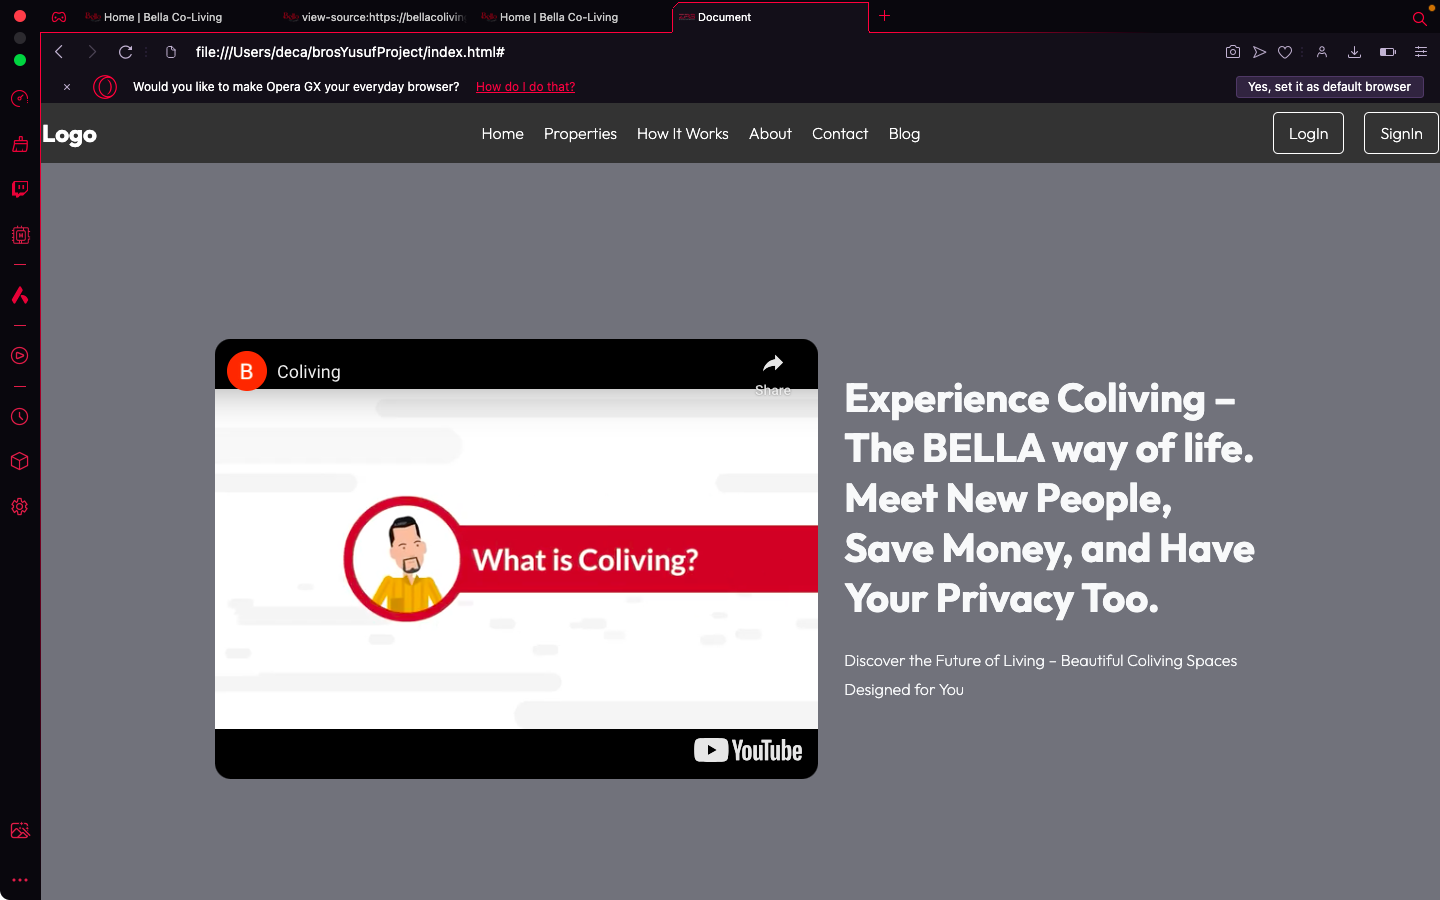 Home | Bella Co-Living
view-source:https://bellacolivin
Home | Bella Co-Living
Document
file:///Users/deca/brosYusufProject/index.html#
Would you like to make Opera GX your everyday browser? How do I do that?
Yes, set it as default browser
Logo
Home Properties How It Works About Contact Blog
LogIn SignIn
B Coliving
Share
What is Coliving?
YouTube
Experience Coliving –
The BELLA way of life.
Meet New People,
Save Money, and Have
Your Privacy Too.
Discover the Future of Living – Beautiful Coliving Spaces
Designed for You